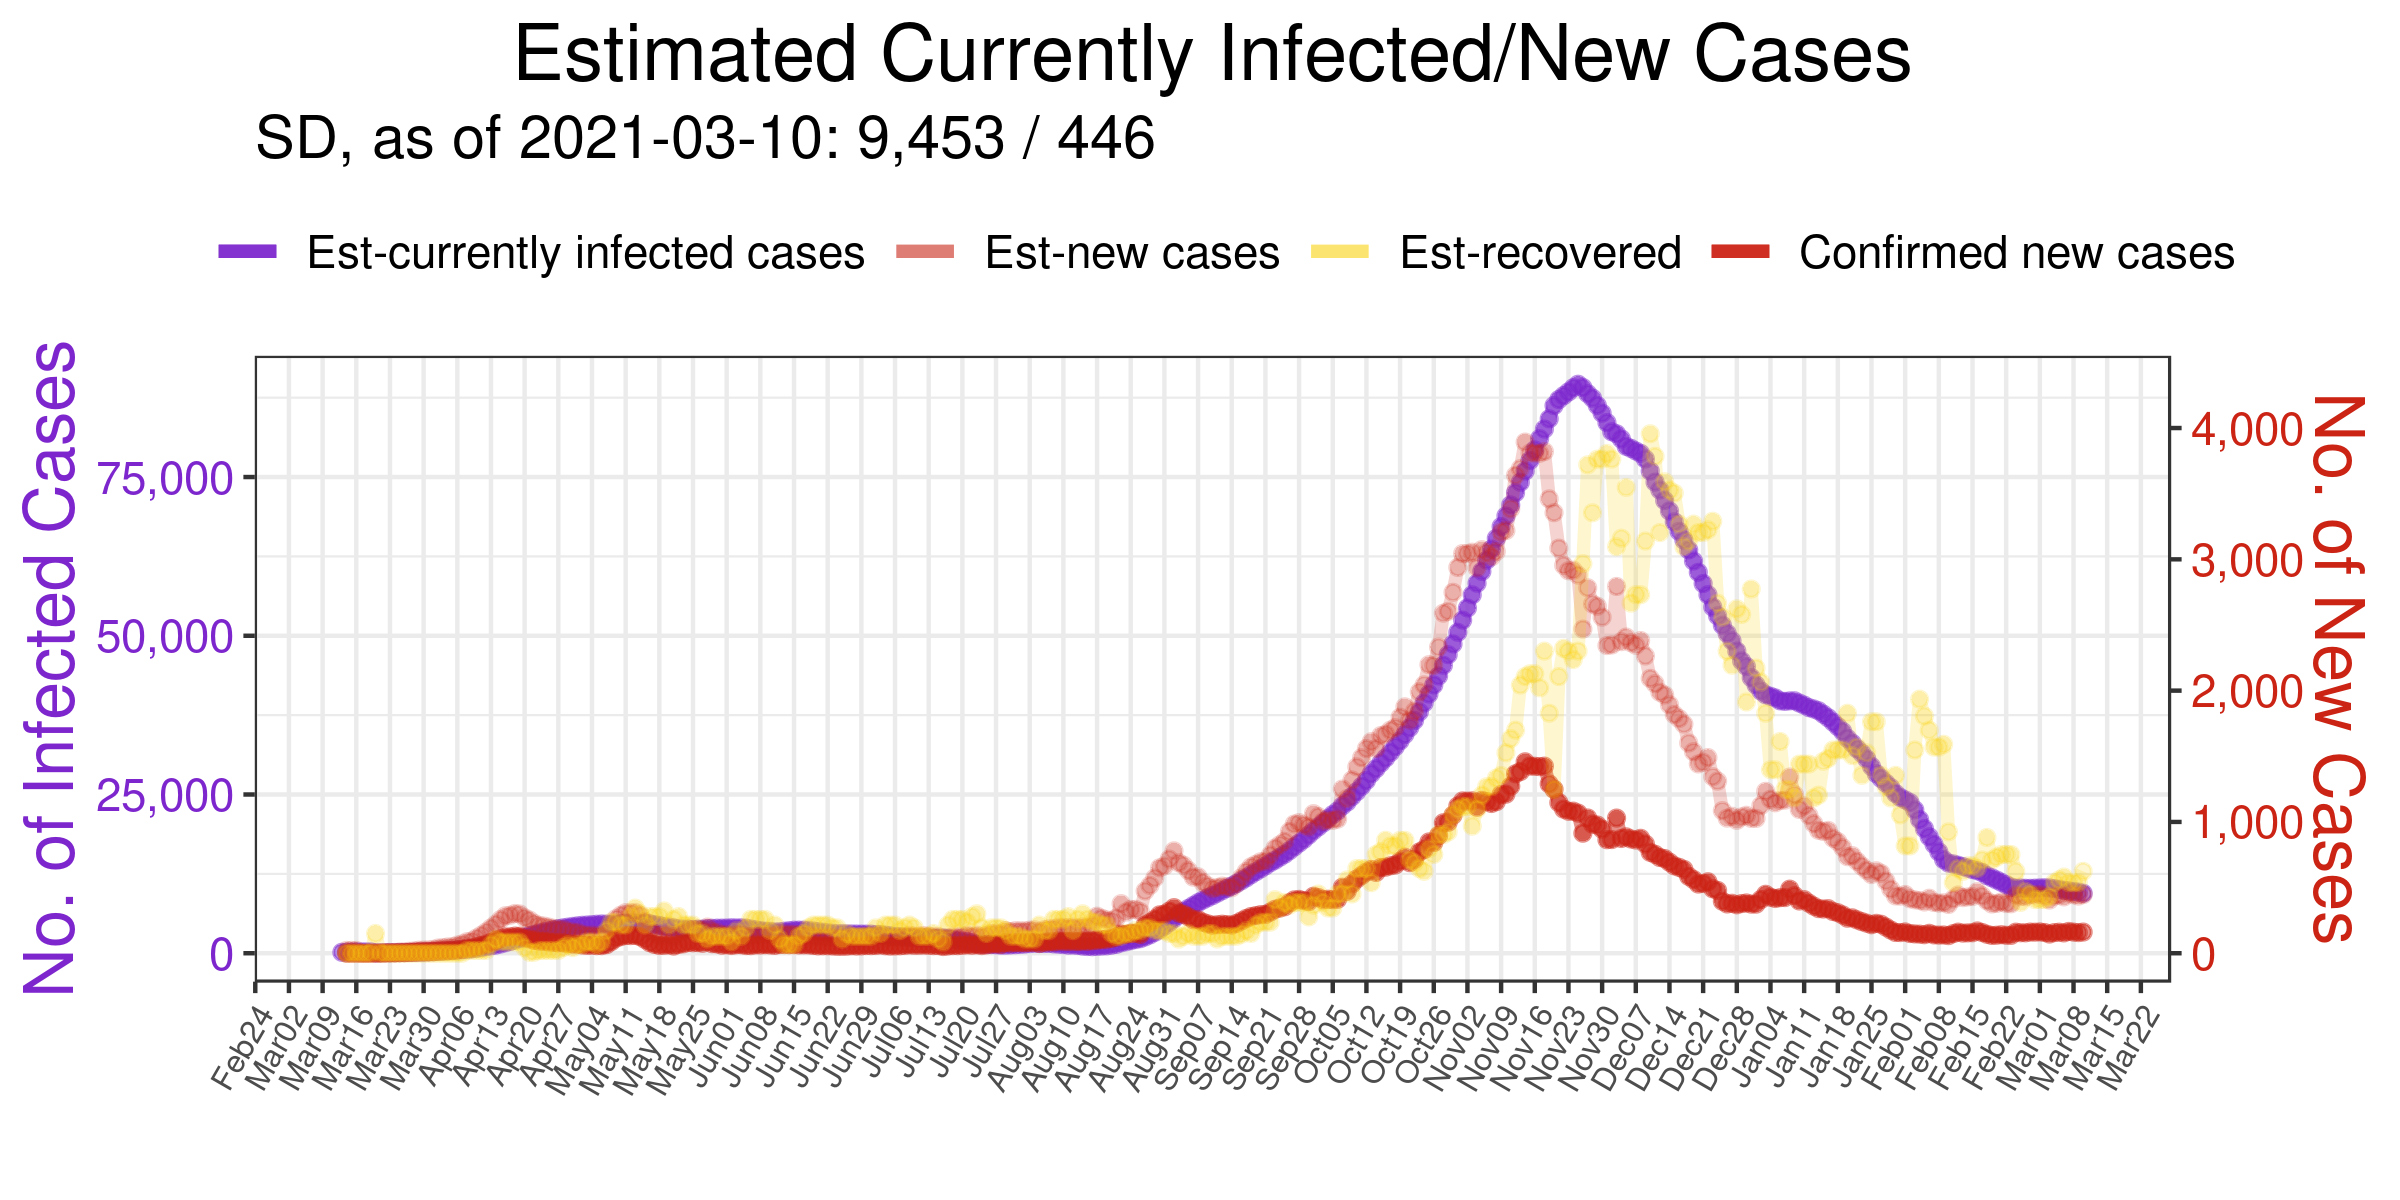 Estimated Currently Infected/New Cases
SD, as of 2021-03-10: 9,453 / 446
Est-currently infected cases Est-new cases Est-recovered Confirmed new cases
No. of Infected Cases
75,000
50,000
25,000
0
4,000
3,000
2,000
1,000
0
No. of New Cases
Feb24 Mar02 Mar09 Mar16 Mar23 Mar30 Apr06 Apr13 Apr20 Apr27 May04 May11 May18 May25 Jun01 Jun08 Jun15 Jun22 Jun29 Jul06 Jul13 Jul20 Jul27 Aug03 Aug10 Aug17 Aug24 Aug31 Sep07 Sep14 Sep21 Sep28 Oct05 Oct12 Oct19 Oct26 Nov02 Nov09 Nov16 Nov23 Nov30 Dec07 Dec14 Dec21 Dec28 Jan04 Jan11 Jan18 Jan25 Feb01 Feb08 Feb15 Feb22 Mar01 Mar08 Mar15 Mar22